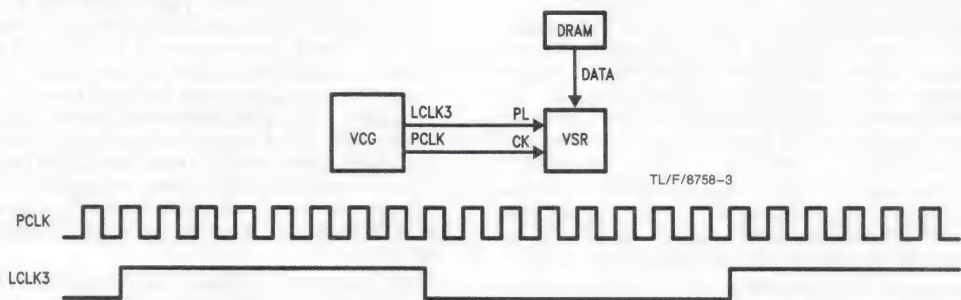 DRAM
DATA
LCLK3 PL
VCG PCLK CK VSR
TL/F/8758-3
PCLK
LCLK3